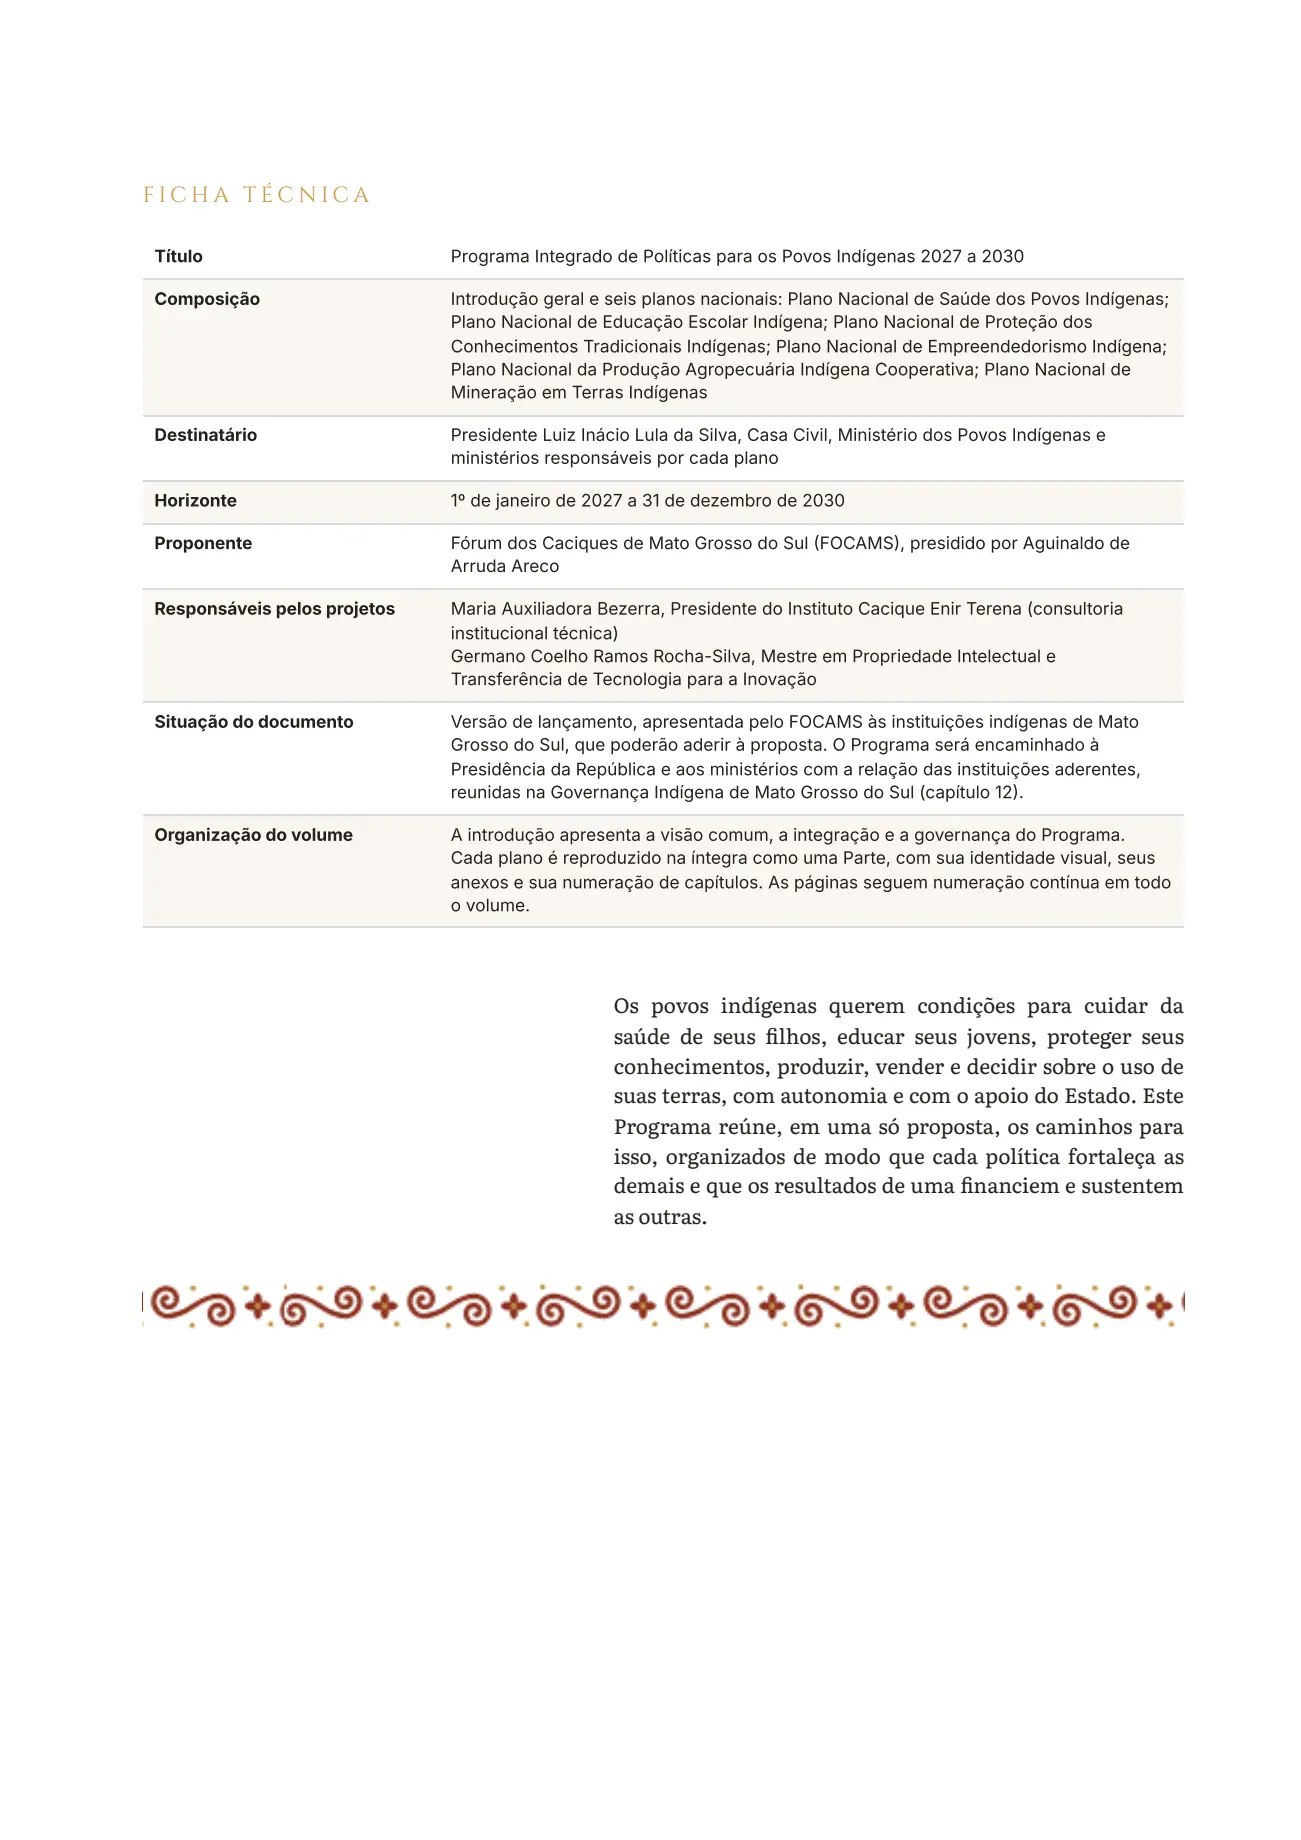 FICHA TÉCNICA
Título
Programa Integrado de Políticas para os Povos Indígenas 2027 a 2030
Composição
Introdução geral e seis planos nacionais: Plano Nacional de Saúde dos Povos Indígenas;
Plano Nacional de Educação Escolar Indígena; Plano Nacional de Proteção dos
Conhecimentos Tradicionais Indígenas; Plano Nacional de Empreendedorismo Indígena;
Plano Nacional da Produção Agropecuária Indígena Cooperativa; Plano Nacional de
Mineração em Terras Indígenas
Destinatário
Presidente Luiz Inácio Lula da Silva, Casa Civil, Ministério dos Povos Indígenas e
ministérios responsáveis por cada plano
Horizonte
1º de janeiro de 2027 a 31 de dezembro de 2030
Proponente
Fórum dos Caciques de Mato Grosso do Sul (FOCAMS), presidido por Aguinaldo de
Arruda Areco
Responsáveis pelos projetos
Maria Auxiliadora Bezerra, Presidente do Instituto Cacique Enir Terena (consultoria
institucional técnica)
Germano Coelho Ramos Rocha-Silva, Mestre em Propriedade Intelectual e
Transferência de Tecnologia para a Inovação
Situação do documento
Versão de lançamento, apresentada pelo FOCAMS às instituições indígenas de Mato
Grosso do Sul, que poderão aderir à proposta. O Programa será encaminhado à
Presidência da República e aos ministérios com a relação das instituições aderentes,
reunidas na Governança Indígena de Mato Grosso do Sul (capítulo 12).
Organização do volume
A introdução apresenta a visão comum, a integração e a governança do Programa.
Cada plano é reproduzido na íntegra como uma Parte, com sua identidade visual, seus
anexos e sua numeração de capítulos. As páginas seguem numeração contínua em todo
o volume.
Os povos indígenas querem condições para cuidar da
saúde de seus filhos, educar seus jovens, proteger seus
conhecimentos, produzir, vender e decidir sobre o uso de
suas terras, com autonomia e com o apoio do Estado. Este
Programa reúne, em uma só proposta, os caminhos para
isso, organizados de modo que cada política fortaleça as
demais e que os resultados de uma financiem e sustentem
as outras.